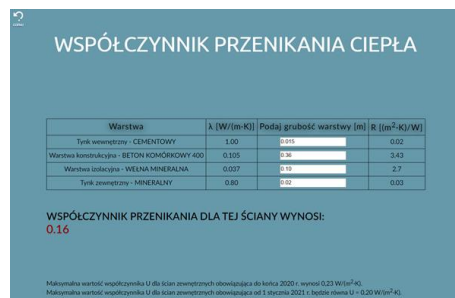 WSPÓŁCZYNNIK PRZENIKANIA CIEPŁA
Warstwa λ [W/(m·K)] Podaj grubość warstwy [m] R [(m²·K)/W]
Tynk wewnętrzny - CEMENTOWY 1.00 0.015 0.02
Warstwa konstrukcyjna - BETON KOMÓRKOWY 400 0.105 0.36 3.43
Warstwa izolacyjna - WEŁNA MINERALNA 0.037 0.10 2.7
Tynk zewnętrzny - MINERALNY 0.80 0.02 0.03
WSPÓŁCZYNNIK PRZENIKANIA DLA TEJ ŚCIANY WYNOSI:
0.16
Maksymalna wartość współczynnika U dla ścian zewnętrznych obowiązująca do końca 2020 r. wynosi 0,23 W/(m²·K).
Maksymalna wartość współczynnika U dla ścian zewnętrznych obowiązująca od 1 stycznia 2021 r. będzie równa U = 0,20 W/(m²·K).